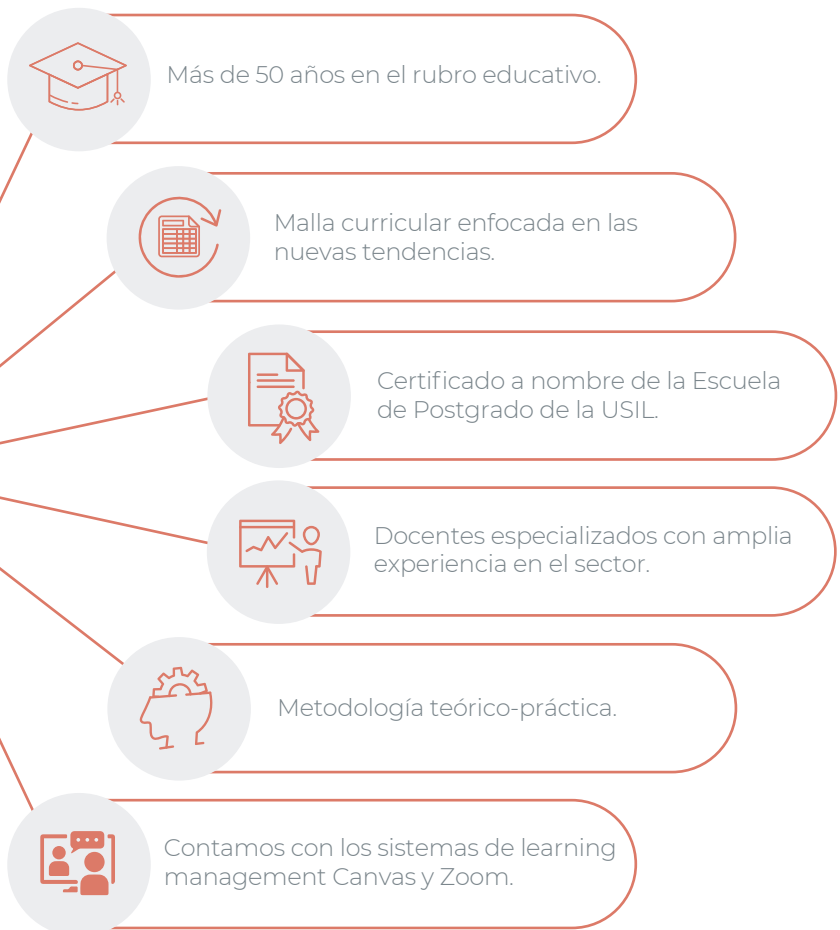 Más de 50 años en el rubro educativo.
Malla curricular enfocada en las
nuevas tendencias.
Certificado a nombre de la Escuela
de Postgrado de la USIL.
Docentes especializados con amplia
experiencia en el sector.
Metodología teórico-práctica.
Contamos con los sistemas de learning
management Canvas y Zoom.